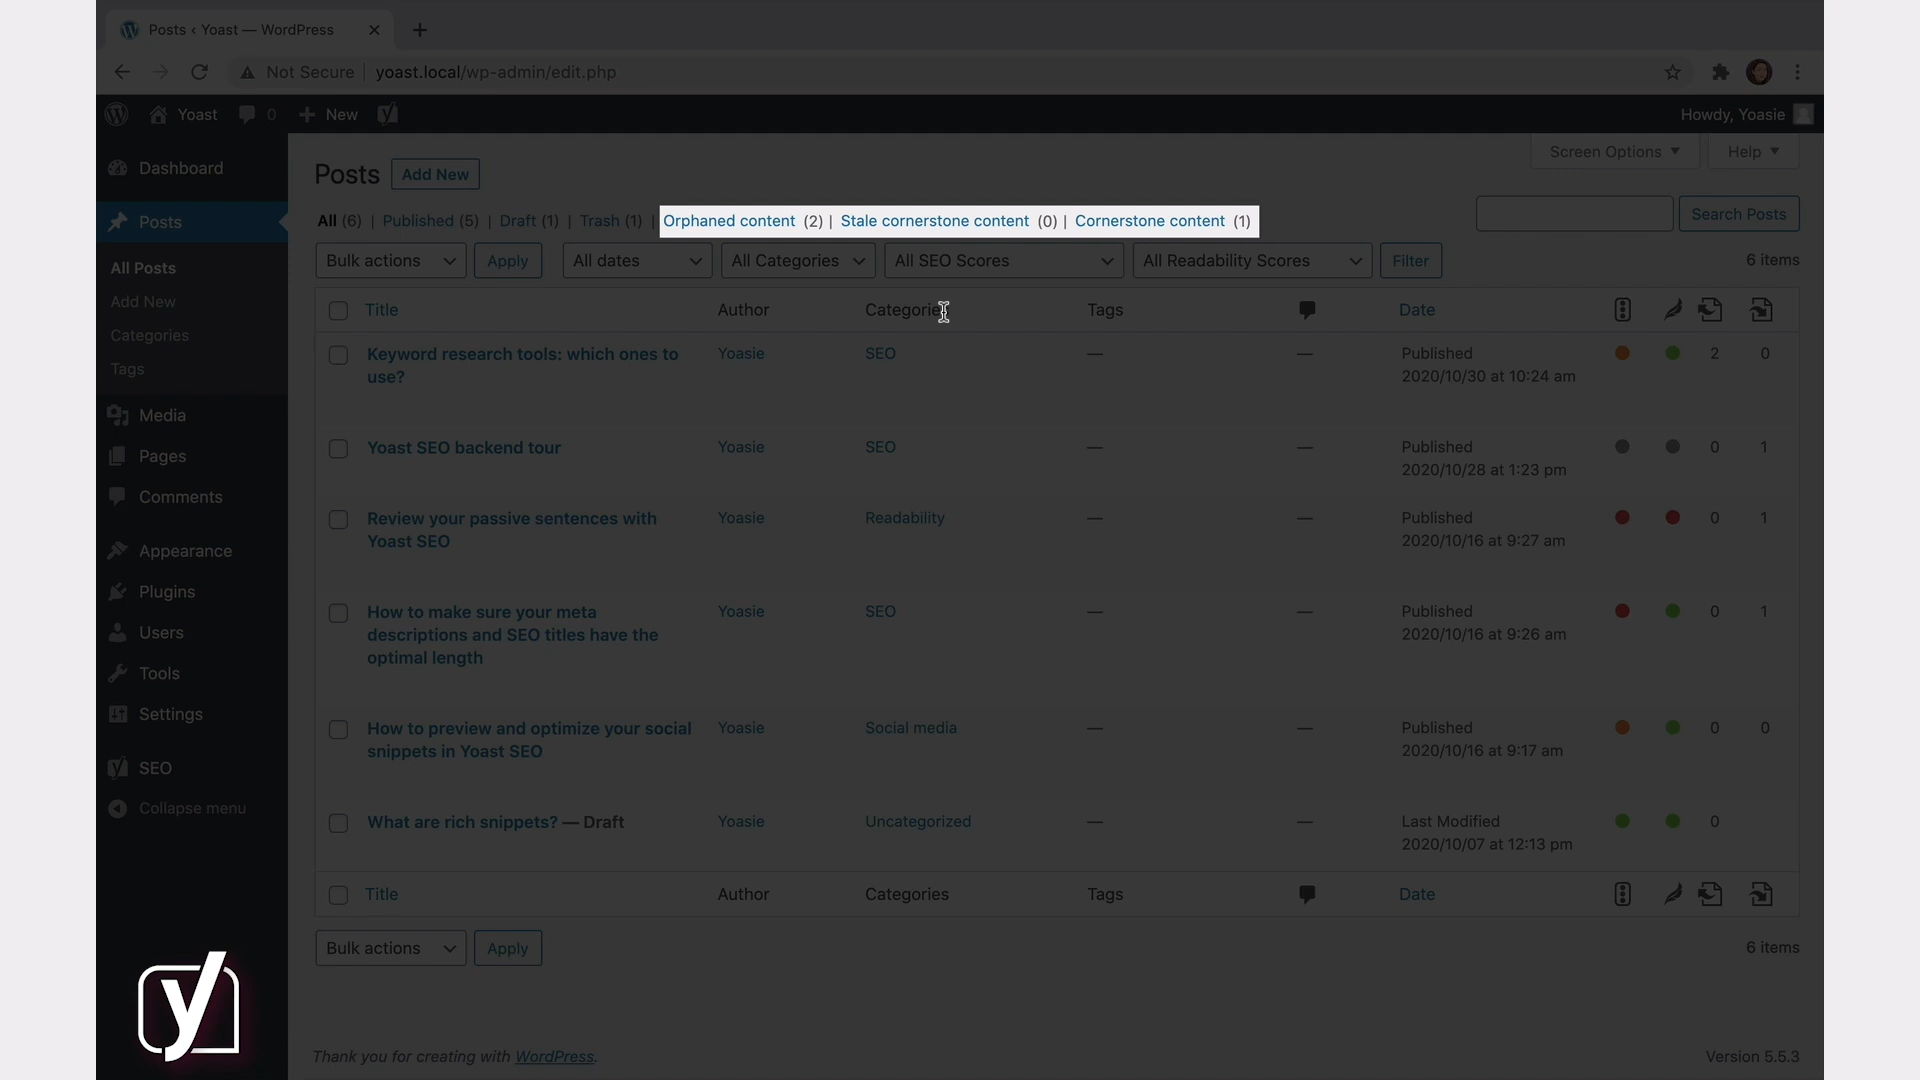 Posts ‹ Yoast — WordPress
Not Secure yoast.local/wp-admin/edit.php
Yoast 0 New Howdy, Yoasie
Screen Options Help
Dashboard
Posts
All Posts
Add New
Categories
Tags
Media
Pages
Comments
Appearance
Plugins
Users
Tools
Settings
SEO
Collapse menu
Posts Add New
All (6) | Published (5) | Draft (1) | Trash (1) | Orphaned content (2) | Stale cornerstone content (0) | Cornerstone content (1)
Search Posts
Bulk actions Apply All dates All Categories All SEO Scores All Readability Scores Filter 6 items
Title Author Categories Tags Date
Keyword research tools: which ones to Yoasie SEO — — Published 2 0
use? 2020/10/30 at 10:24 am
Yoast SEO backend tour Yoasie SEO — — Published 0 1
2020/10/28 at 1:23 pm
Review your passive sentences with Yoasie Readability — — Published 0 1
Yoast SEO 2020/10/16 at 9:27 am
How to make sure your meta Yoasie SEO — — Published 0 1
descriptions and SEO titles have the 2020/10/16 at 9:26 am
optimal length
How to preview and optimize your social Yoasie Social media — — Published 0 0
snippets in Yoast SEO 2020/10/16 at 9:17 am
What are rich snippets? — Draft Yoasie Uncategorized — — Last Modified 0
2020/10/07 at 12:13 pm
Title Author Categories Tags Date
Bulk actions Apply 6 items
y
Thank you for creating with WordPress. Version 5.5.3